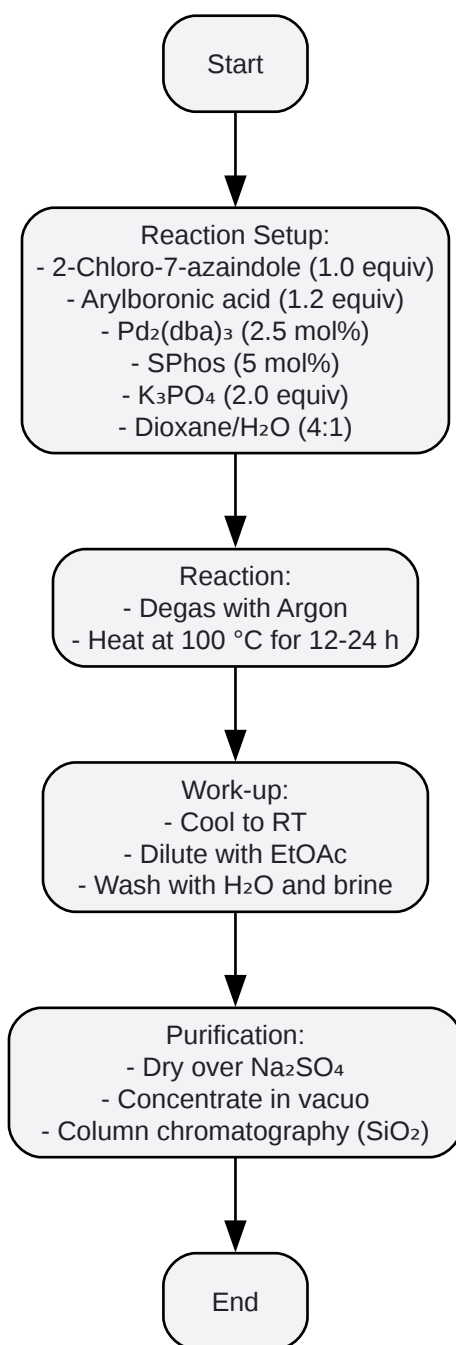 Start
Reaction Setup:
- 2-Chloro-7-azaindole (1.0 equiv)
- Arylboronic acid (1.2 equiv)
- Pd₂(dba)₃ (2.5 mol%)
- SPhos (5 mol%)
- K₃PO₄ (2.0 equiv)
- Dioxane/H₂O (4:1)
Reaction:
- Degas with Argon
- Heat at 100 °C for 12-24 h
Work-up:
- Cool to RT
- Dilute with EtOAc
- Wash with H₂O and brine
Purification:
- Dry over Na₂SO₄
- Concentrate in vacuo
- Column chromatography (SiO₂)
End